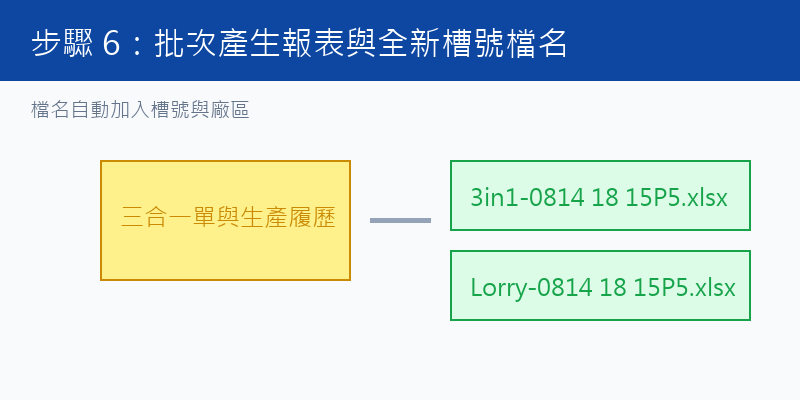 步驟 6：批次產生報表與全新槽號檔名
檔名自動加入槽號與廠區
三合一單與生產履歷
3in1-0814 18 15P5.xlsx
Lorry-0814 18 15P5.xlsx